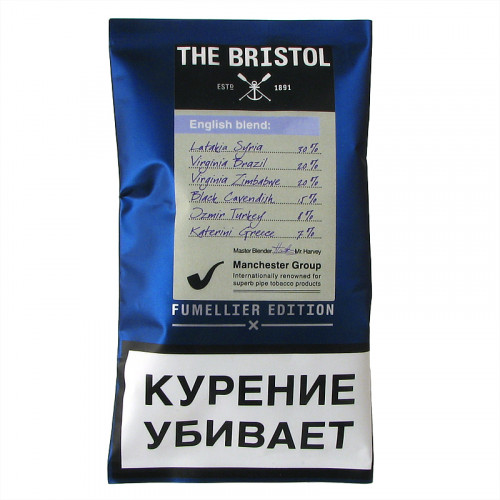 THE BRISTOL
ESTD 1891
English blend:
Latakia Syria 30%
Virginia Brazil 20%
Virginia Zimbabwe 20%
Black Cavendish 15%
Izmir Turkey 8%
Katerini Greece 7%
Master Blender Mr. Harvey
Manchester Group
Internationally renowned for
superb pipe tobacco products
FUMELLIER EDITION
КУРЕНИЕ
УБИВАЕТ